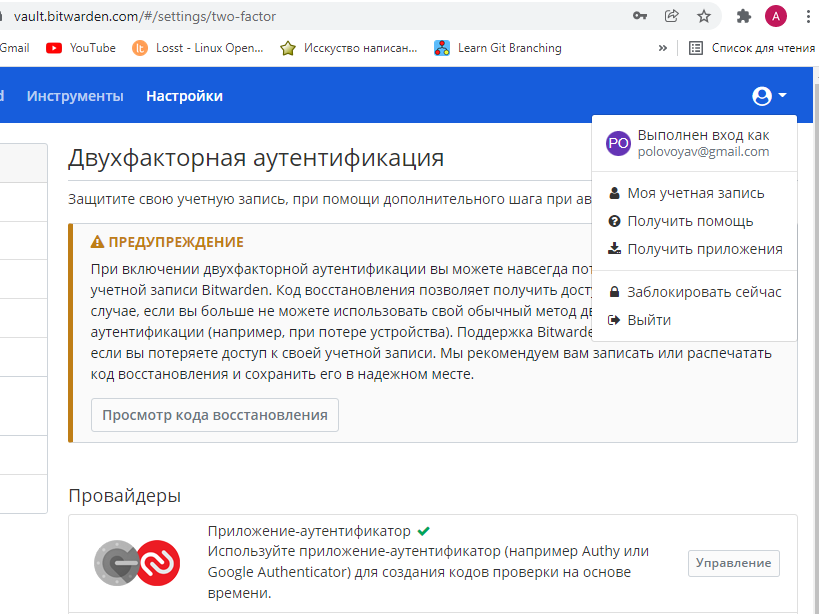 vault.bitwarden.com/#/settings/two-factor
A
Gmail YouTube Losst - Linux Open... Исскуство написан... Learn Git Branching » Список для чтения
d Инструменты Настройки
Выполнен вход как
PO
polovoyav@gmail.com
Двухфакторная аутентификация
Моя учетная запись
Защитите свою учетную запись, при помощи дополнительного шага при ав
Получить помощь
ПРЕДУПРЕЖДЕНИЕ
Получить приложения
При включении двухфакторной аутентификации вы можете навсегда пот
учетной записи Bitwarden. Код восстановления позволяет получить дост
Заблокировать сейчас
случае, если вы больше не можете использовать свой обычный метод д
Выйти
аутентификации (например, при потере устройства). Поддержка Bitwarde
если вы потеряете доступ к своей учетной записи. Мы рекомендуем вам записать или распечатать
код восстановления и сохранить его в надежном месте.
Просмотр кода восстановления
Провайдеры
Приложение-аутентификатор
Используйте приложение-аутентификатор (например Authy или
Google Authenticator) для создания кодов проверки на основе
времени.
Управление